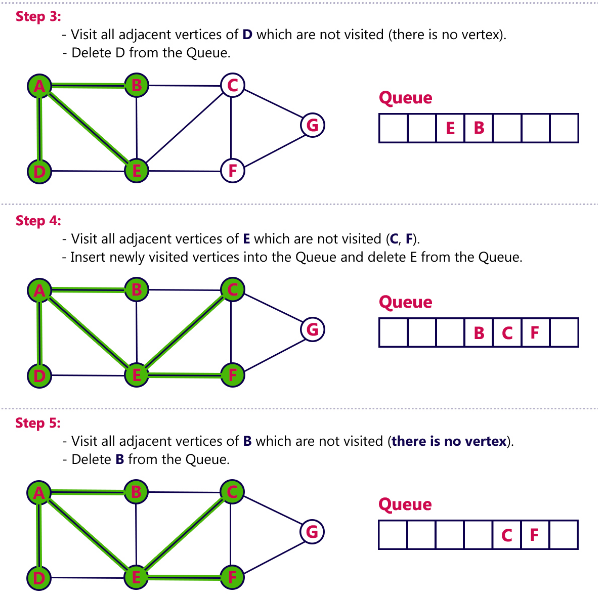 Step 3:
- Visit all adjacent vertices of D which are not visited (there is no vertex).
- Delete D from the Queue.
A B C
G
D E F
Queue
E B
Step 4:
- Visit all adjacent vertices of E which are not visited (C, F).
- Insert newly visited vertices into the Queue and delete E from the Queue.
A B C
G
D E F
Queue
B C F
Step 5:
- Visit all adjacent vertices of B which are not visited (there is no vertex).
- Delete B from the Queue.
A B C
G
D E F
Queue
C F